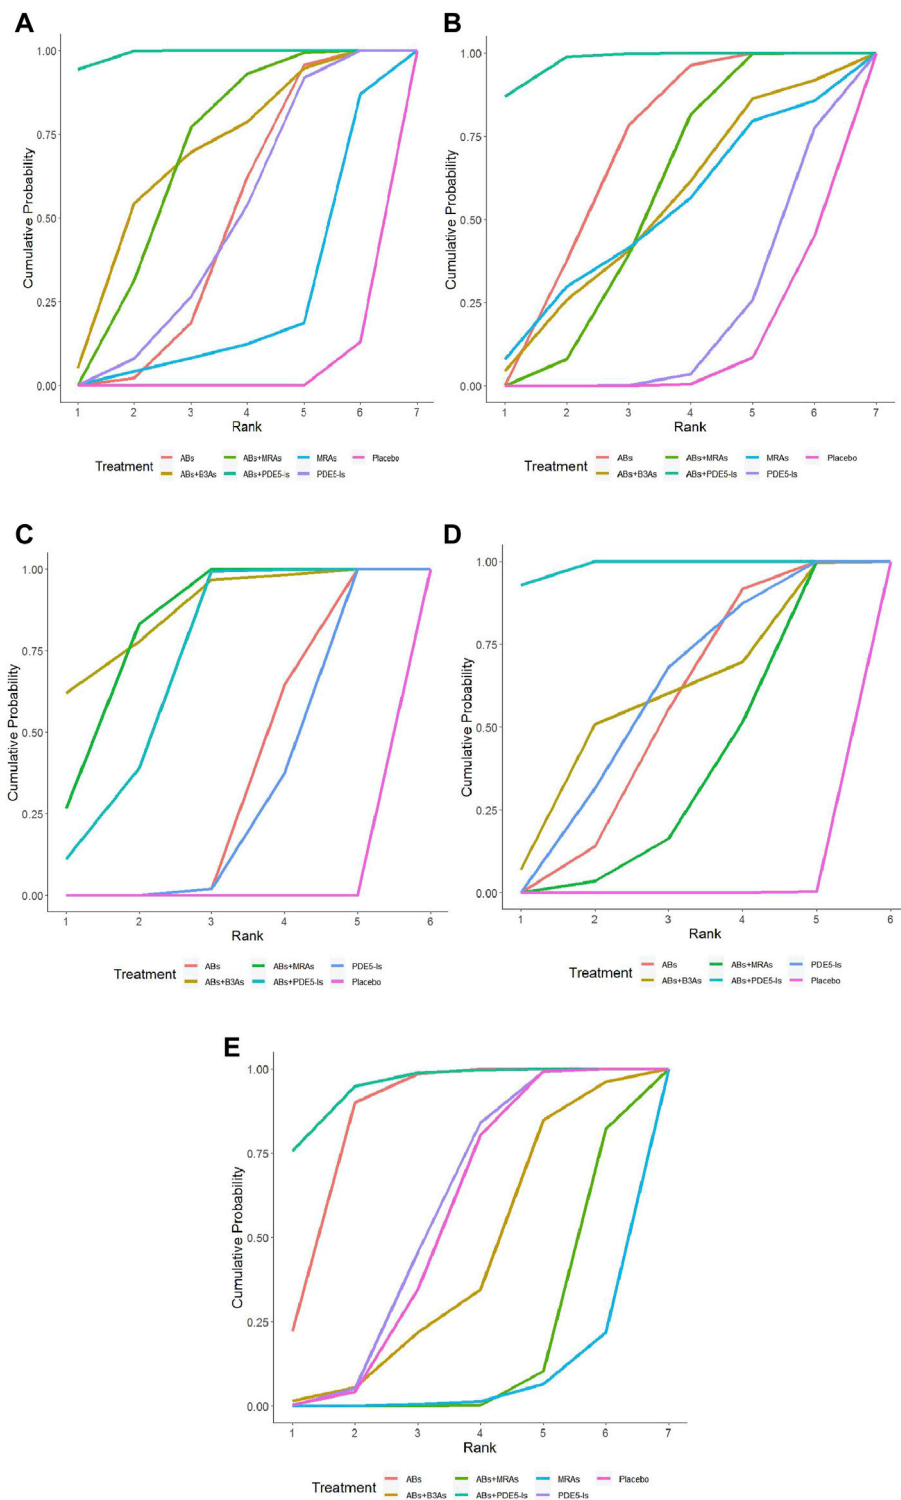 A
1.00
0.75
0.50
0.25
0.00
Cumulative Probability
1 2 3 4 5 6 7
Rank
Treatment
ABs ABs+MRAs MRAs Placebo
ABs+B3As ABs+PDE5-Is PDE5-Is
B
1.00
0.75
0.50
0.25
0.00
Cumulative Probability
1 2 3 4 5 6 7
Rank
Treatment
ABs ABs+MRAs MRAs Placebo
ABs+B3As ABs+PDE5-Is PDE5-Is
C
1.00
0.75
0.50
0.25
0.00
Cumulative Probability
1 2 3 4 5 6
Rank
Treatment
ABs ABs+MRAs PDE5-Is
ABs+B3As ABs+PDE5-Is Placebo
D
1.00
0.75
0.50
0.25
0.00
Cumulative Probability
1 2 3 4 5 6
Rank
Treatment
ABs ABs+MRAs PDE5-Is
ABs+B3As ABs+PDE5-Is Placebo
E
1.00
0.75
0.50
0.25
0.00
Cumulative Probability
1 2 3 4 5 6 7
Rank
Treatment
ABs ABs+MRAs MRAs Placebo
ABs+B3As ABs+PDE5-Is PDE5-Is